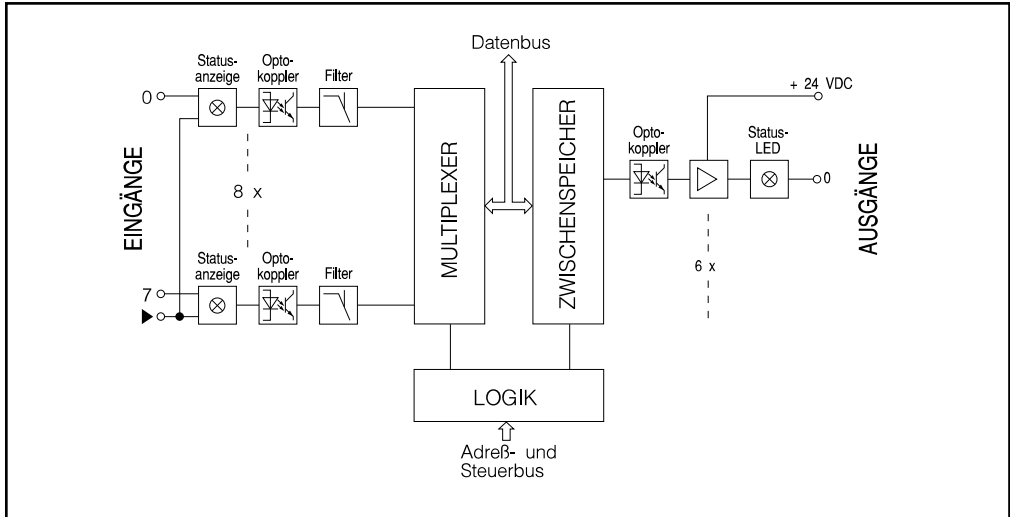 Datenbus
Status-
anzeige
Opto-
koppler
Filter
0
EINGÄNGE
8 x
Status-
anzeige
Opto-
koppler
Filter
7
MULTIPLEXER
ZWISCHENSPEICHER
+ 24 VDC
Opto-
koppler
Status-
LED
0
AUSGÄNGE
6 x
LOGIK
Adreß- und
Steuerbus